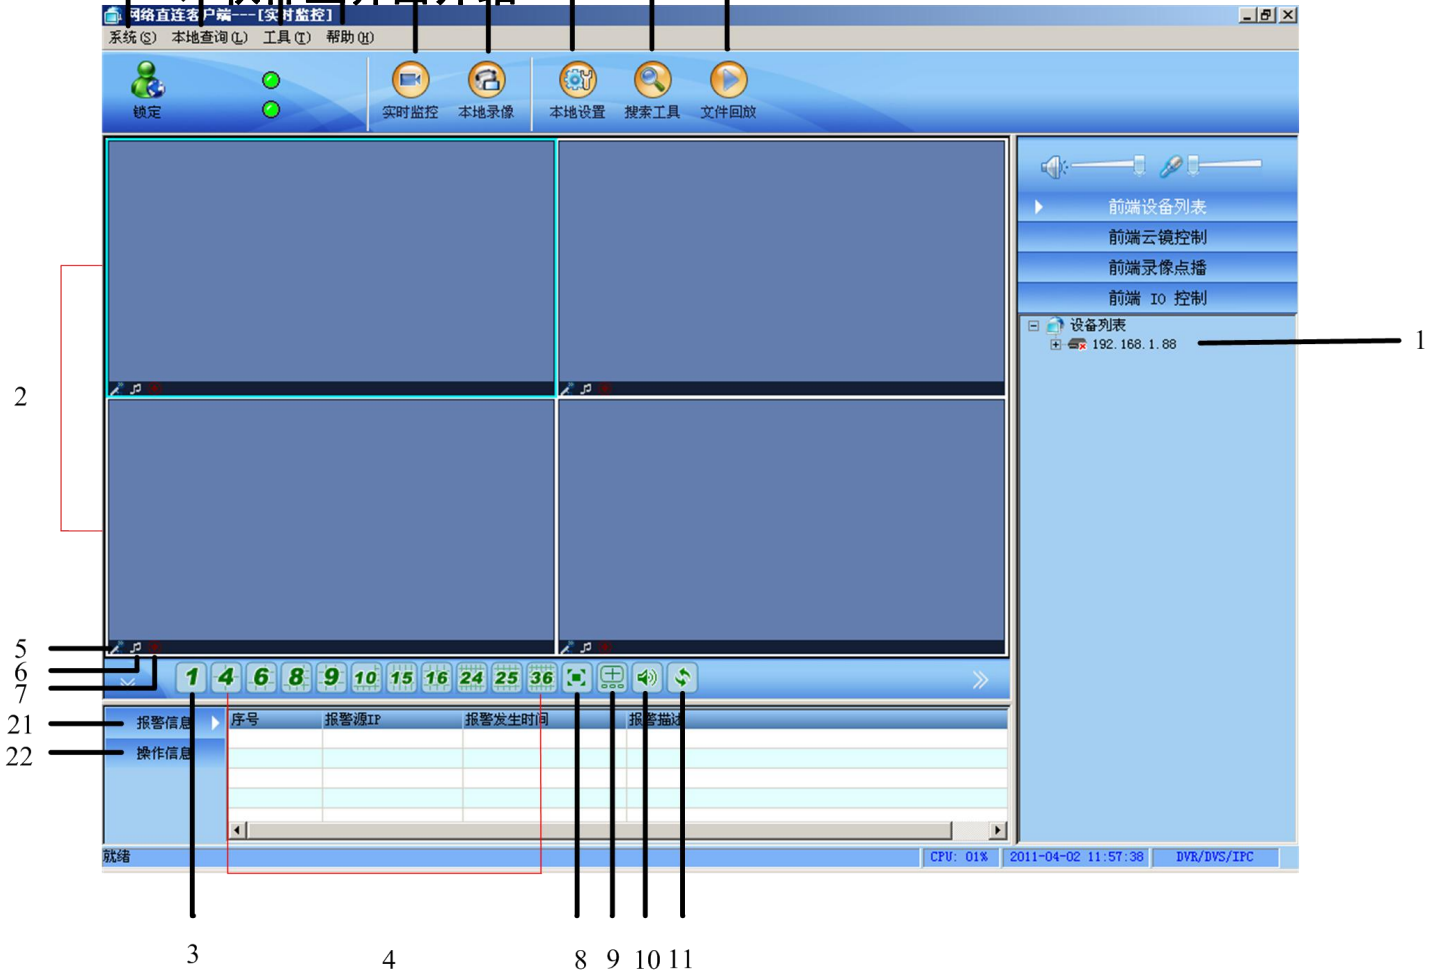 网络直连客户端---[实时监控]
系统(S) 本地查询(L) 工具(T) 帮助(H)
锁定 实时监控 本地录像 本地设置 搜索工具 文件回放
前端设备列表
前端云镜控制
前端录像点播
前端 IO 控制
设备列表
192.168.1.88
1
2
5
6
7
1 4 6 8 9 10 15 16 24 25 36
21
报警信息
序号 报警源IP 报警发生时间 报警描述
22
操作信息
就绪 CPU: 01% 2011-04-02 11:57:38 DVR/DVS/IPC
3 4 8 9 10 11